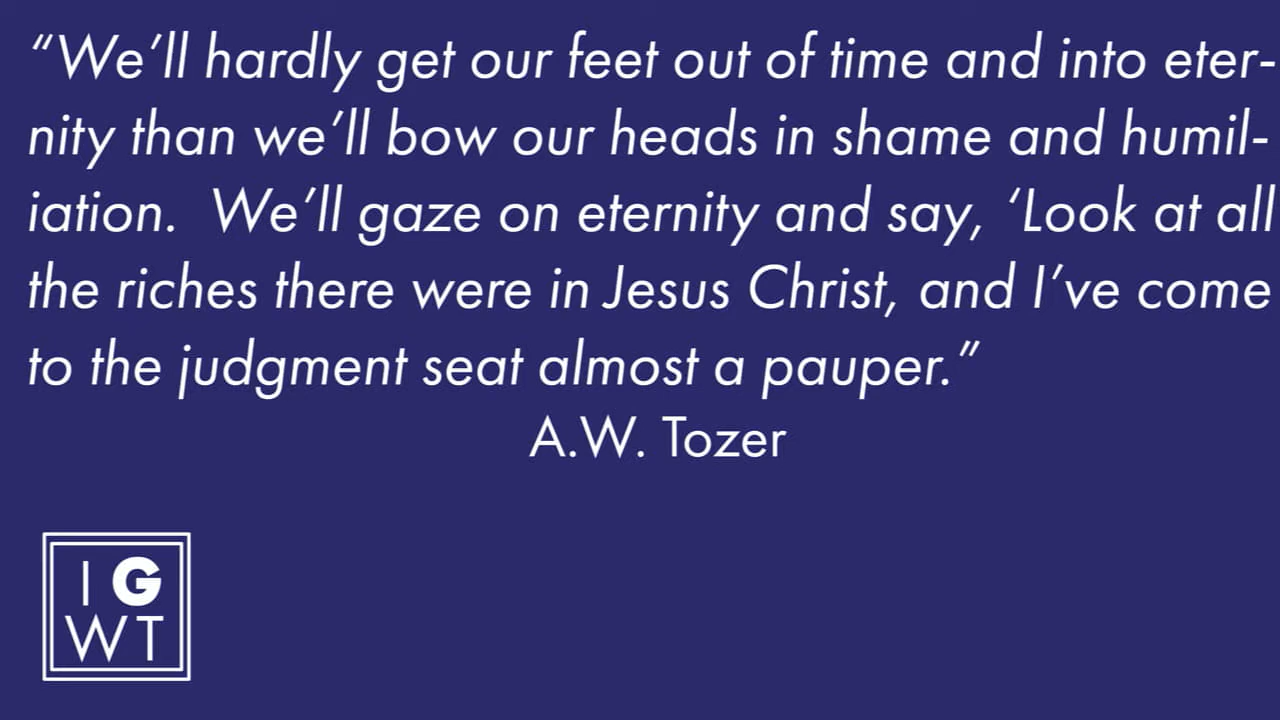 “We’ll hardly get our feet out of time and into eter-
nity than we’ll bow our heads in shame and humil-
iation.  We’ll gaze on eternity and say, ‘Look at all
the riches there were in Jesus Christ, and I’ve come
to the judgment seat almost a pauper.”
A.W. Tozer
I G
WT